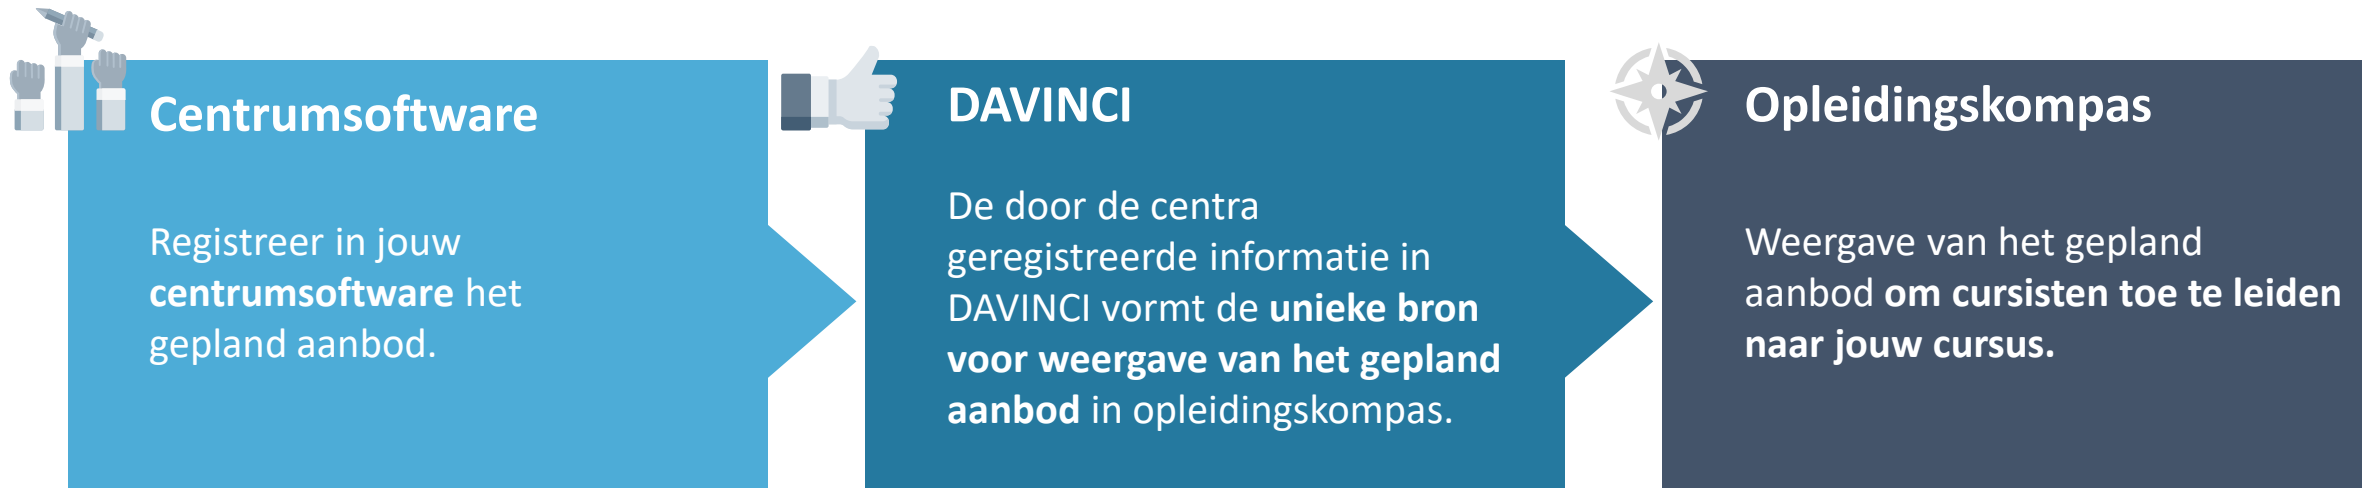 Centrumsoftware
Registreer in jouw
centrumsoftware het
gepland aanbod.
DAVINCI
De door de centra
geregistreerde informatie in
DAVINCI vormt de unieke bron
voor weergave van het gepland
aanbod in opleidingskompas.
Opleidingskompas
Weergave van het gepland
aanbod om cursisten toe te leiden
naar jouw cursus.